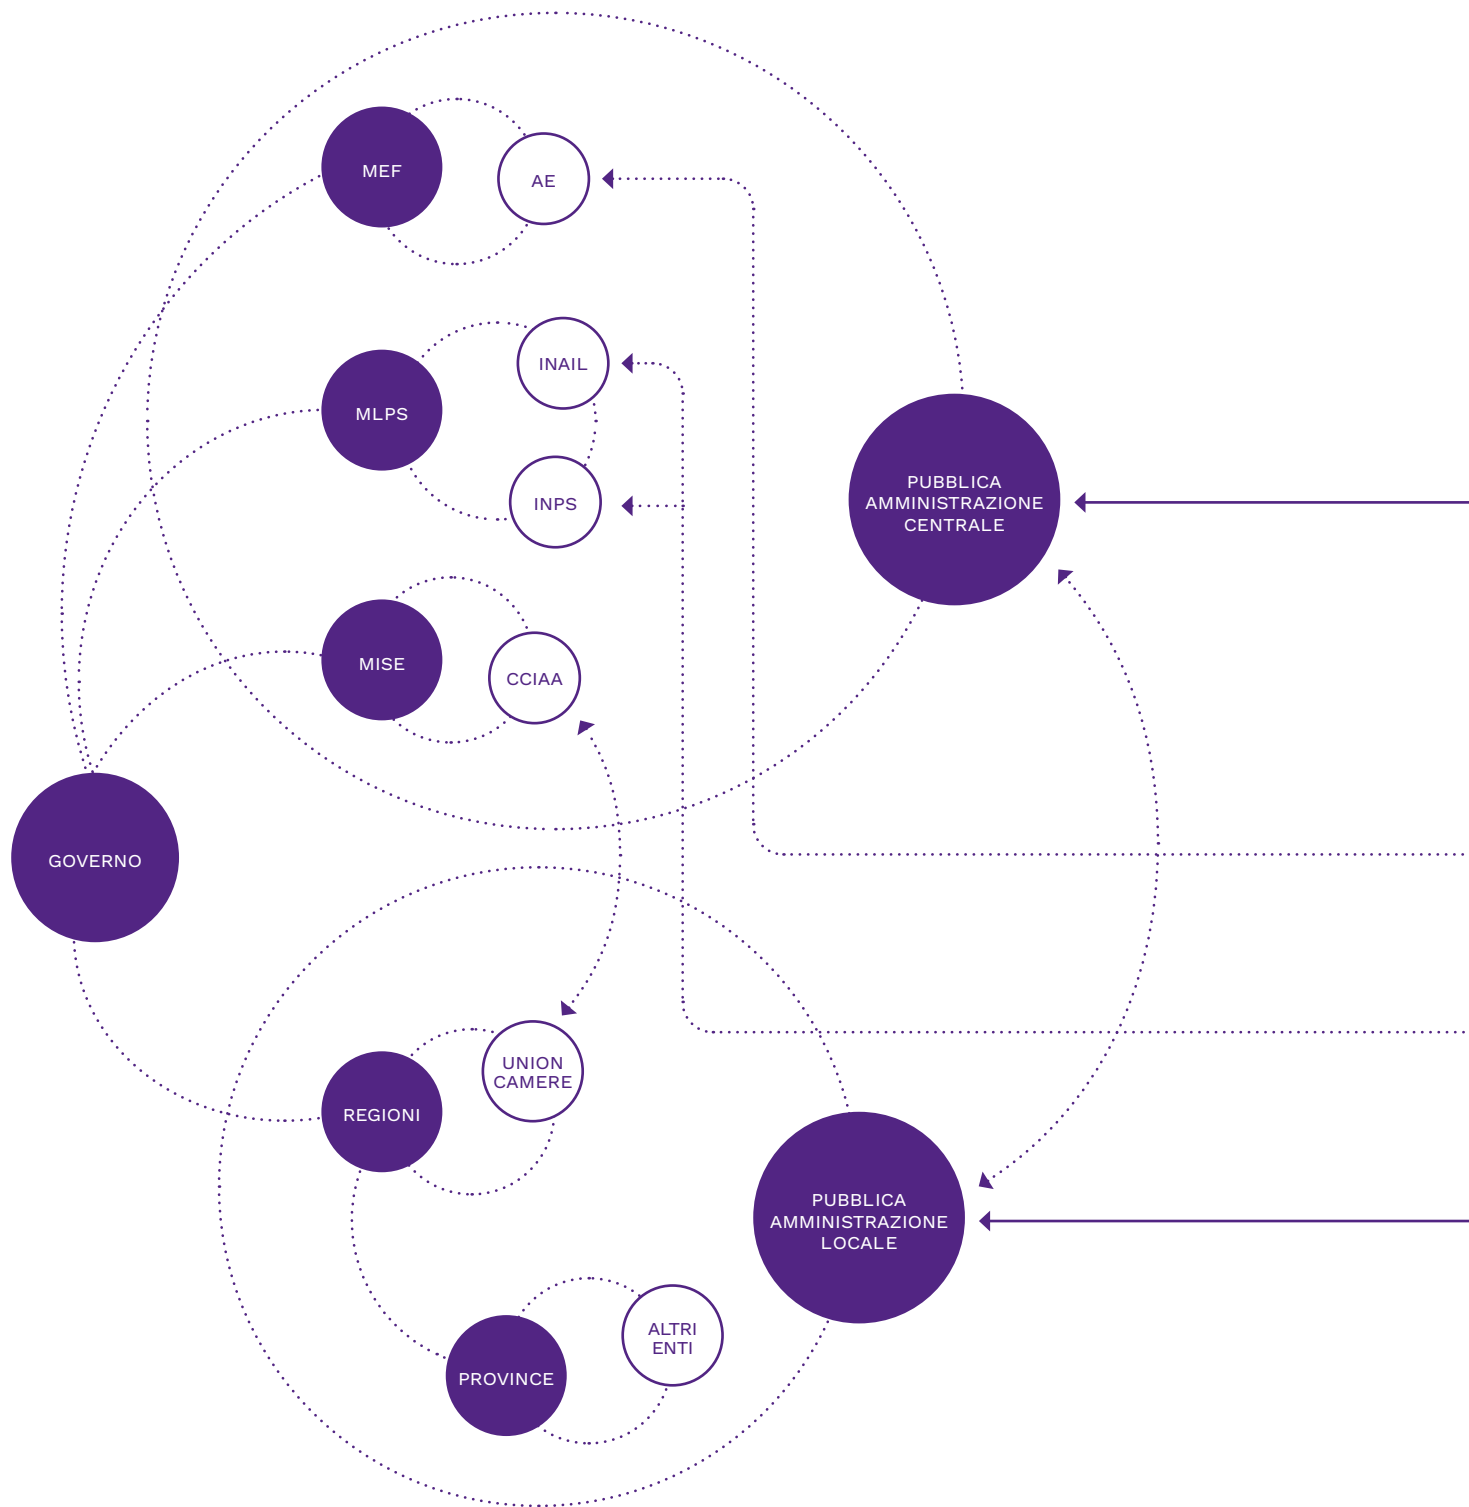 MEF
AE
INAIL
MLPS
INPS
PUBBLICA
AMMINISTRAZIONE
CENTRALE
MISE
CCIAA
GOVERNO
UNION
CAMERE
REGIONI
PUBBLICA
AMMINISTRAZIONE
LOCALE
ALTRI
ENTI
PROVINCE